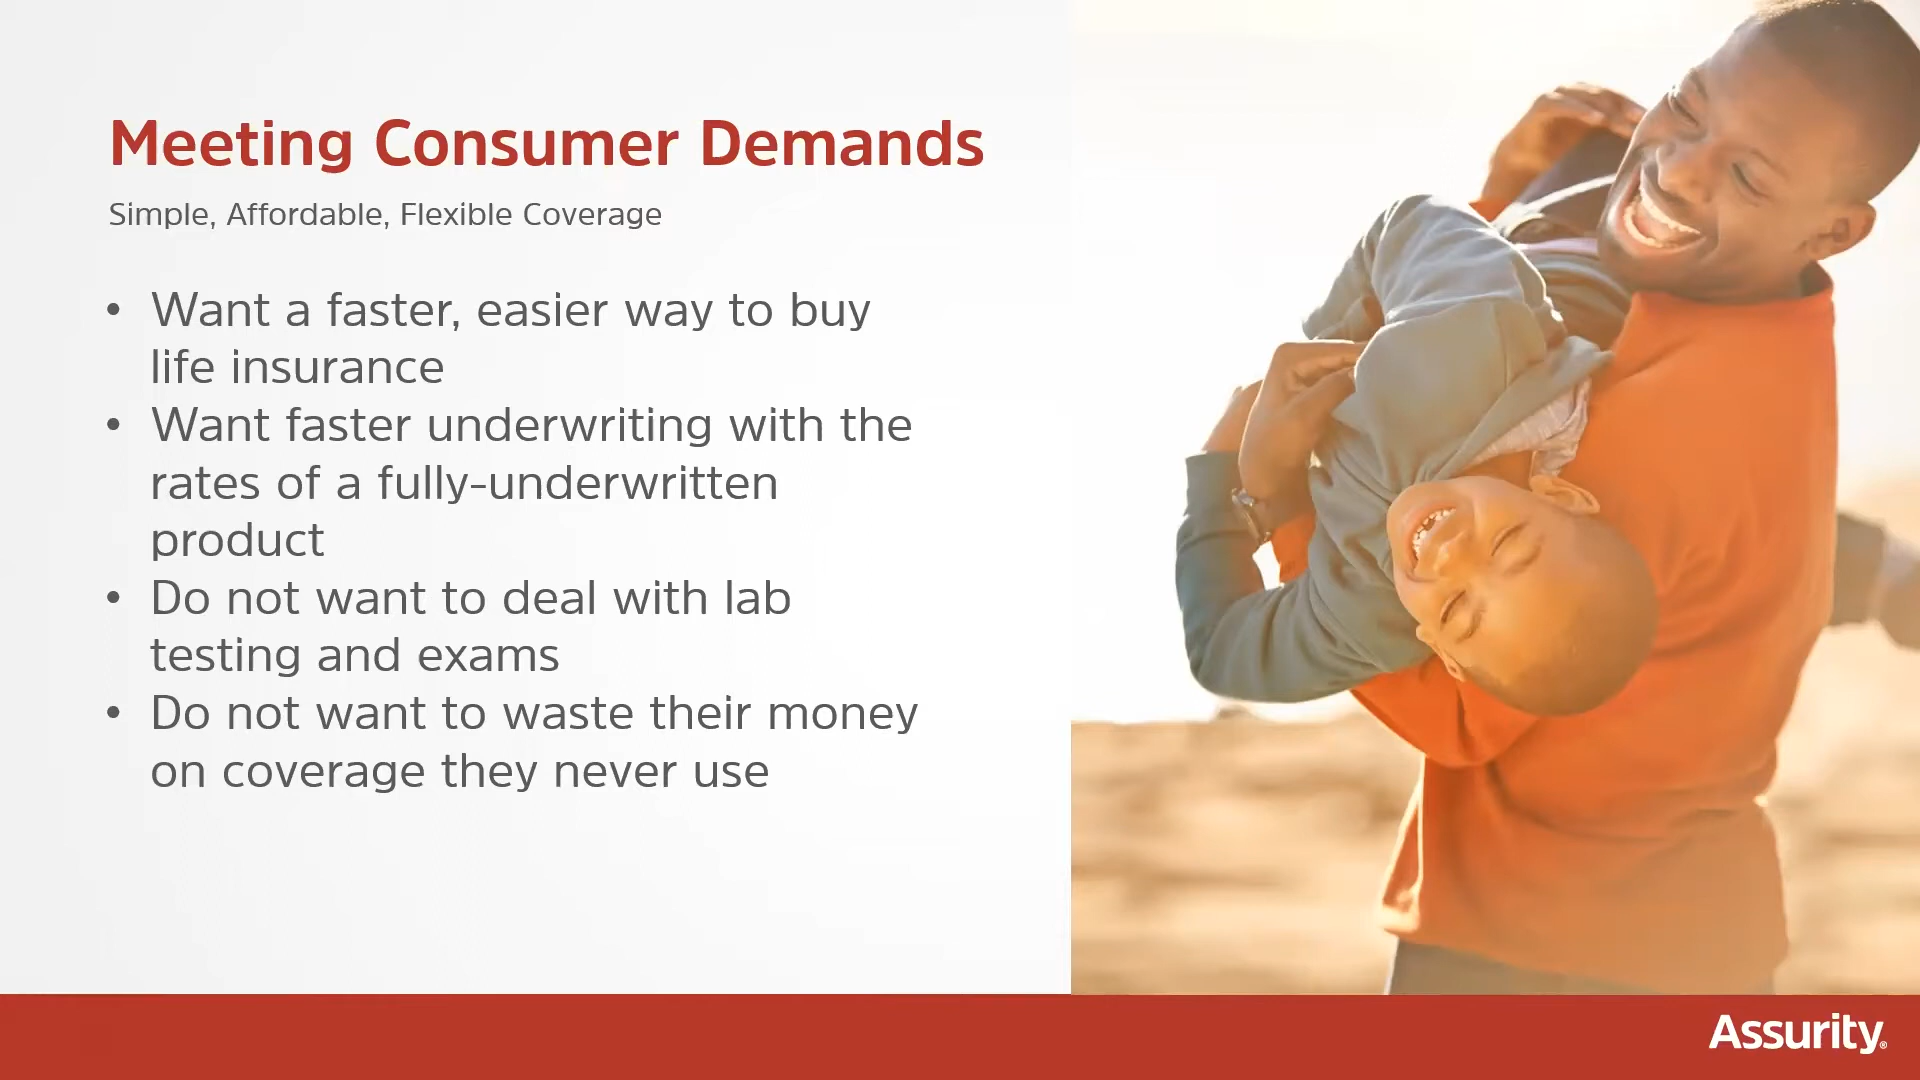 Meeting Consumer Demands
Simple, Affordable, Flexible Coverage
• Want a faster, easier way to buy
life insurance
• Want faster underwriting with the
rates of a fully-underwritten
product
• Do not want to deal with lab
testing and exams
• Do not want to waste their money
on coverage they never use
Assurity®